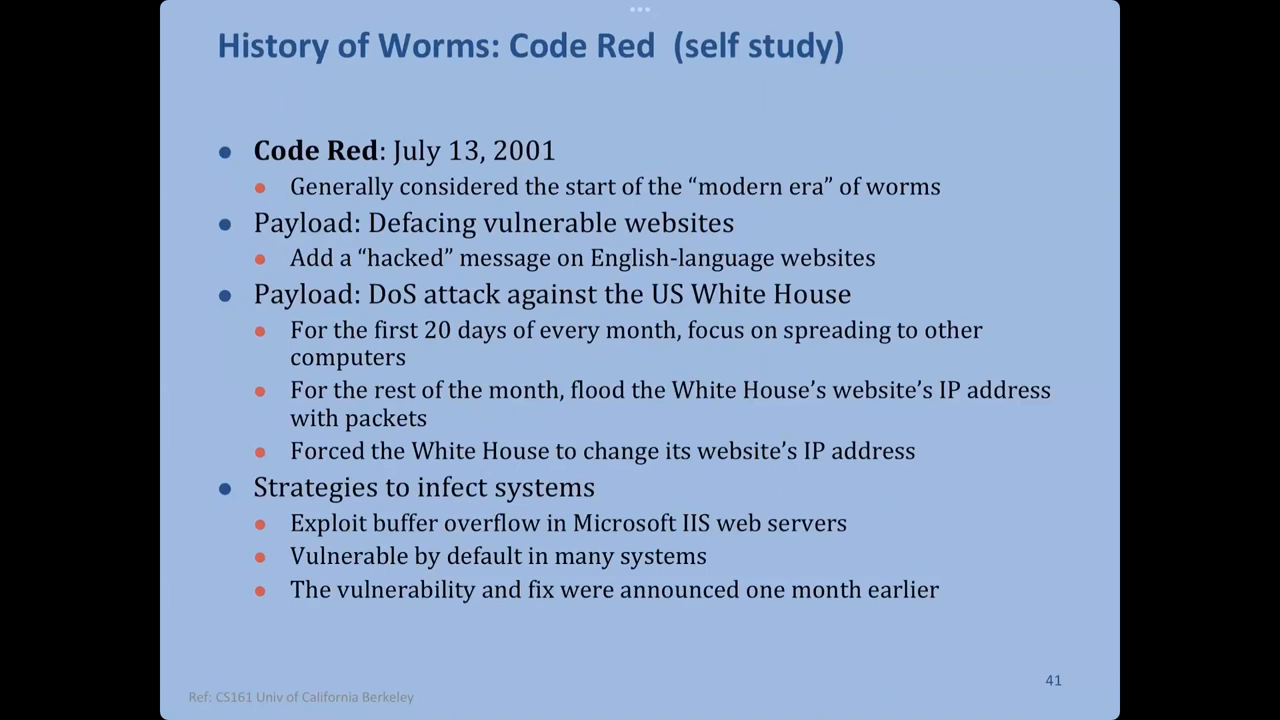 History of Worms: Code Red (self study)
Code Red: July 13, 2001
Generally considered the start of the “modern era” of worms
Payload: Defacing vulnerable websites
Add a “hacked” message on English-language websites
Payload: DoS attack against the US White House
For the first 20 days of every month, focus on spreading to other
computers
For the rest of the month, flood the White House’s website’s IP address
with packets
Forced the White House to change its website’s IP address
Strategies to infect systems
Exploit buffer overflow in Microsoft IIS web servers
Vulnerable by default in many systems
The vulnerability and fix were announced one month earlier
41
Ref: CS161 Univ of California Berkeley